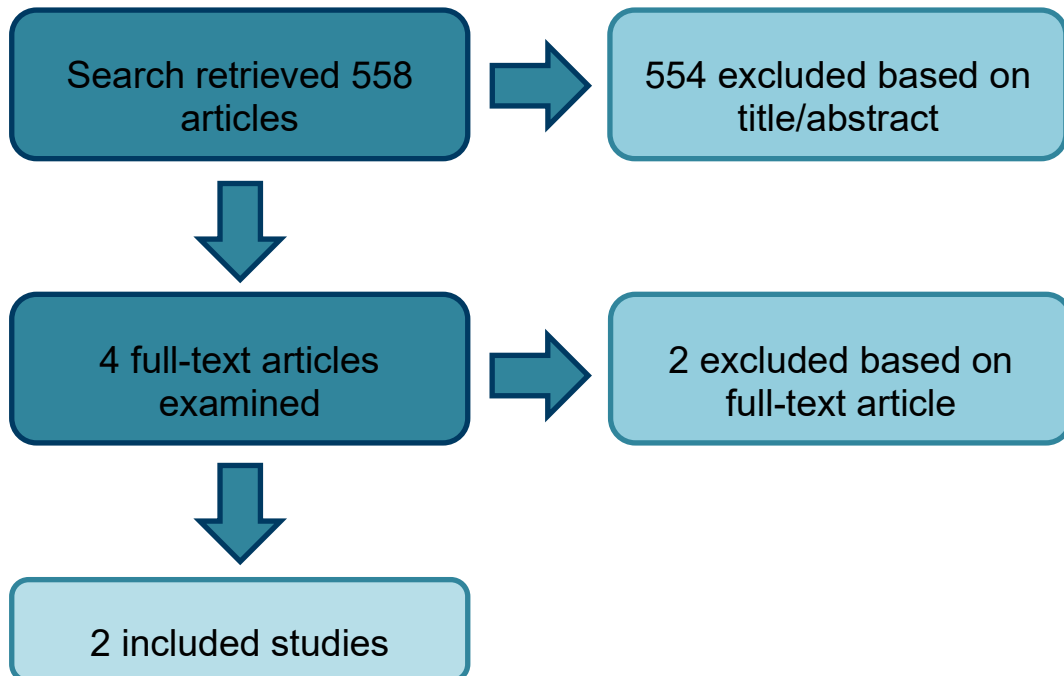 Search retrieved 558
articles
554 excluded based on
title/abstract
4 full-text articles
examined
2 excluded based on
full-text article
2 included studies